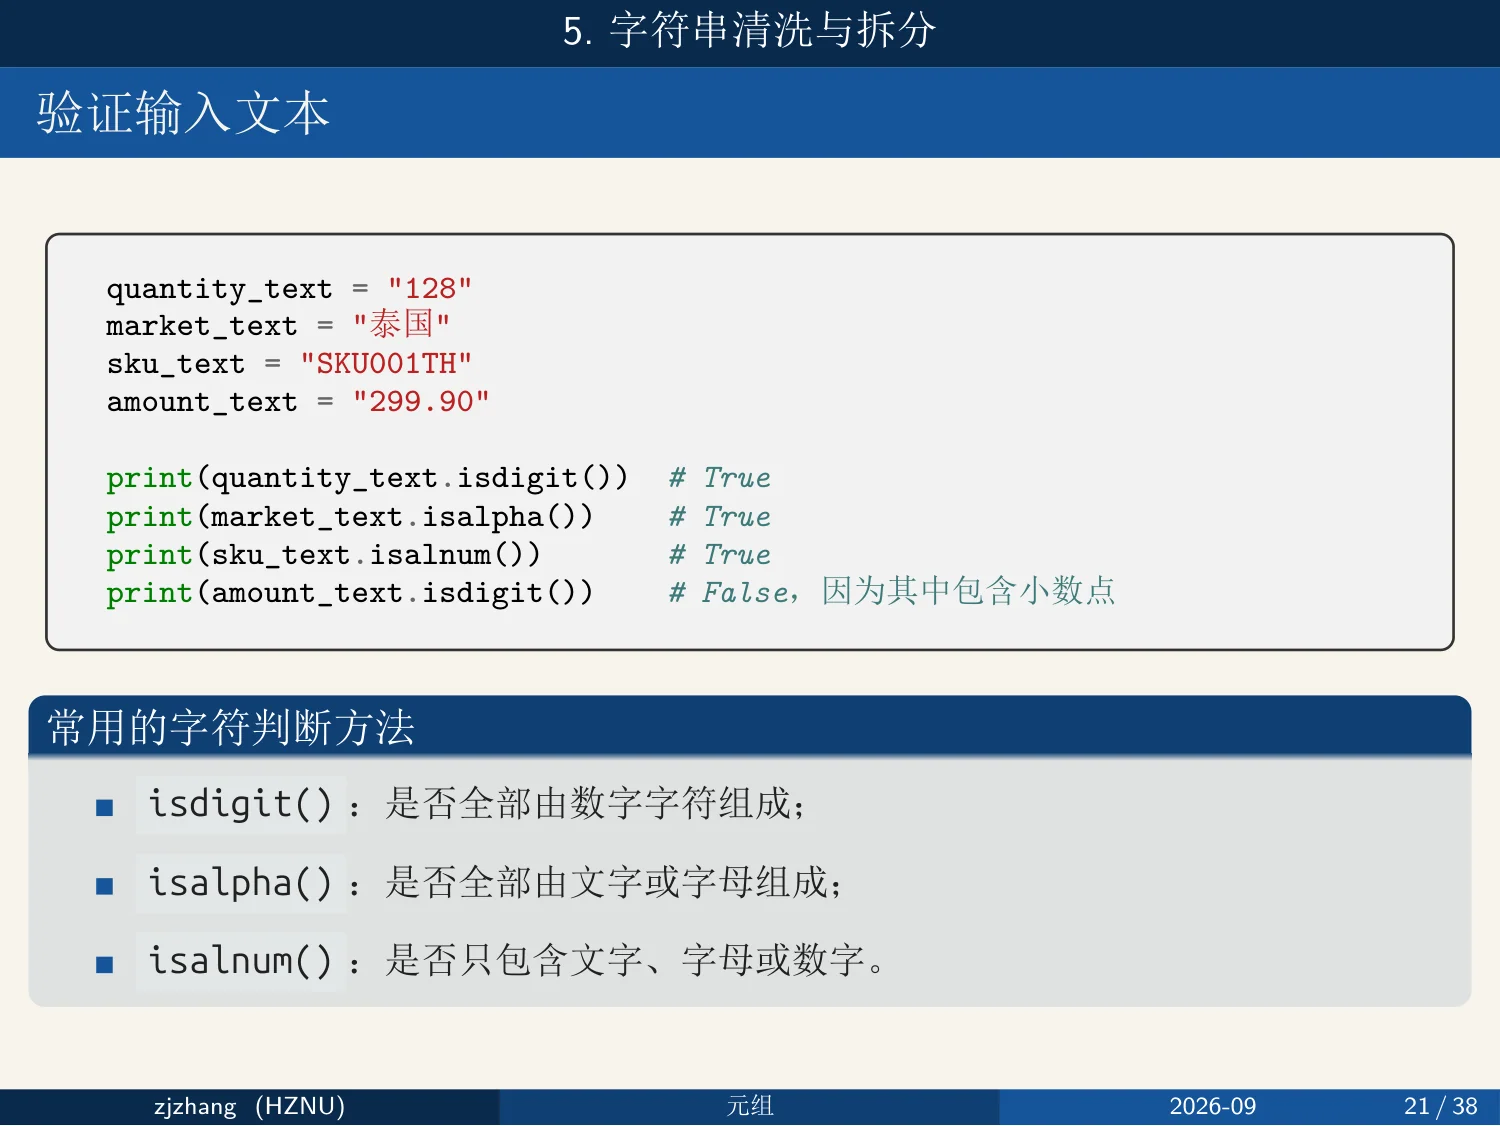 5. 字符串清洗与拆分
验证输入文本
quantity_text = "128"
market_text = "泰国"
sku_text = "SKU001TH"
amount_text = "299.90"
print(quantity_text.isdigit())  # True
print(market_text.isalpha())    # True
print(sku_text.isalnum())       # True
print(amount_text.isdigit())    # False，因为其中包含小数点
常用的字符判断方法
■ isdigit()：是否全部由数字字符组成；
■ isalpha()：是否全部由文字或字母组成；
■ isalnum()：是否只包含文字、字母或数字。
zjzhang (HZNU) 元组 2026-09 21 / 38